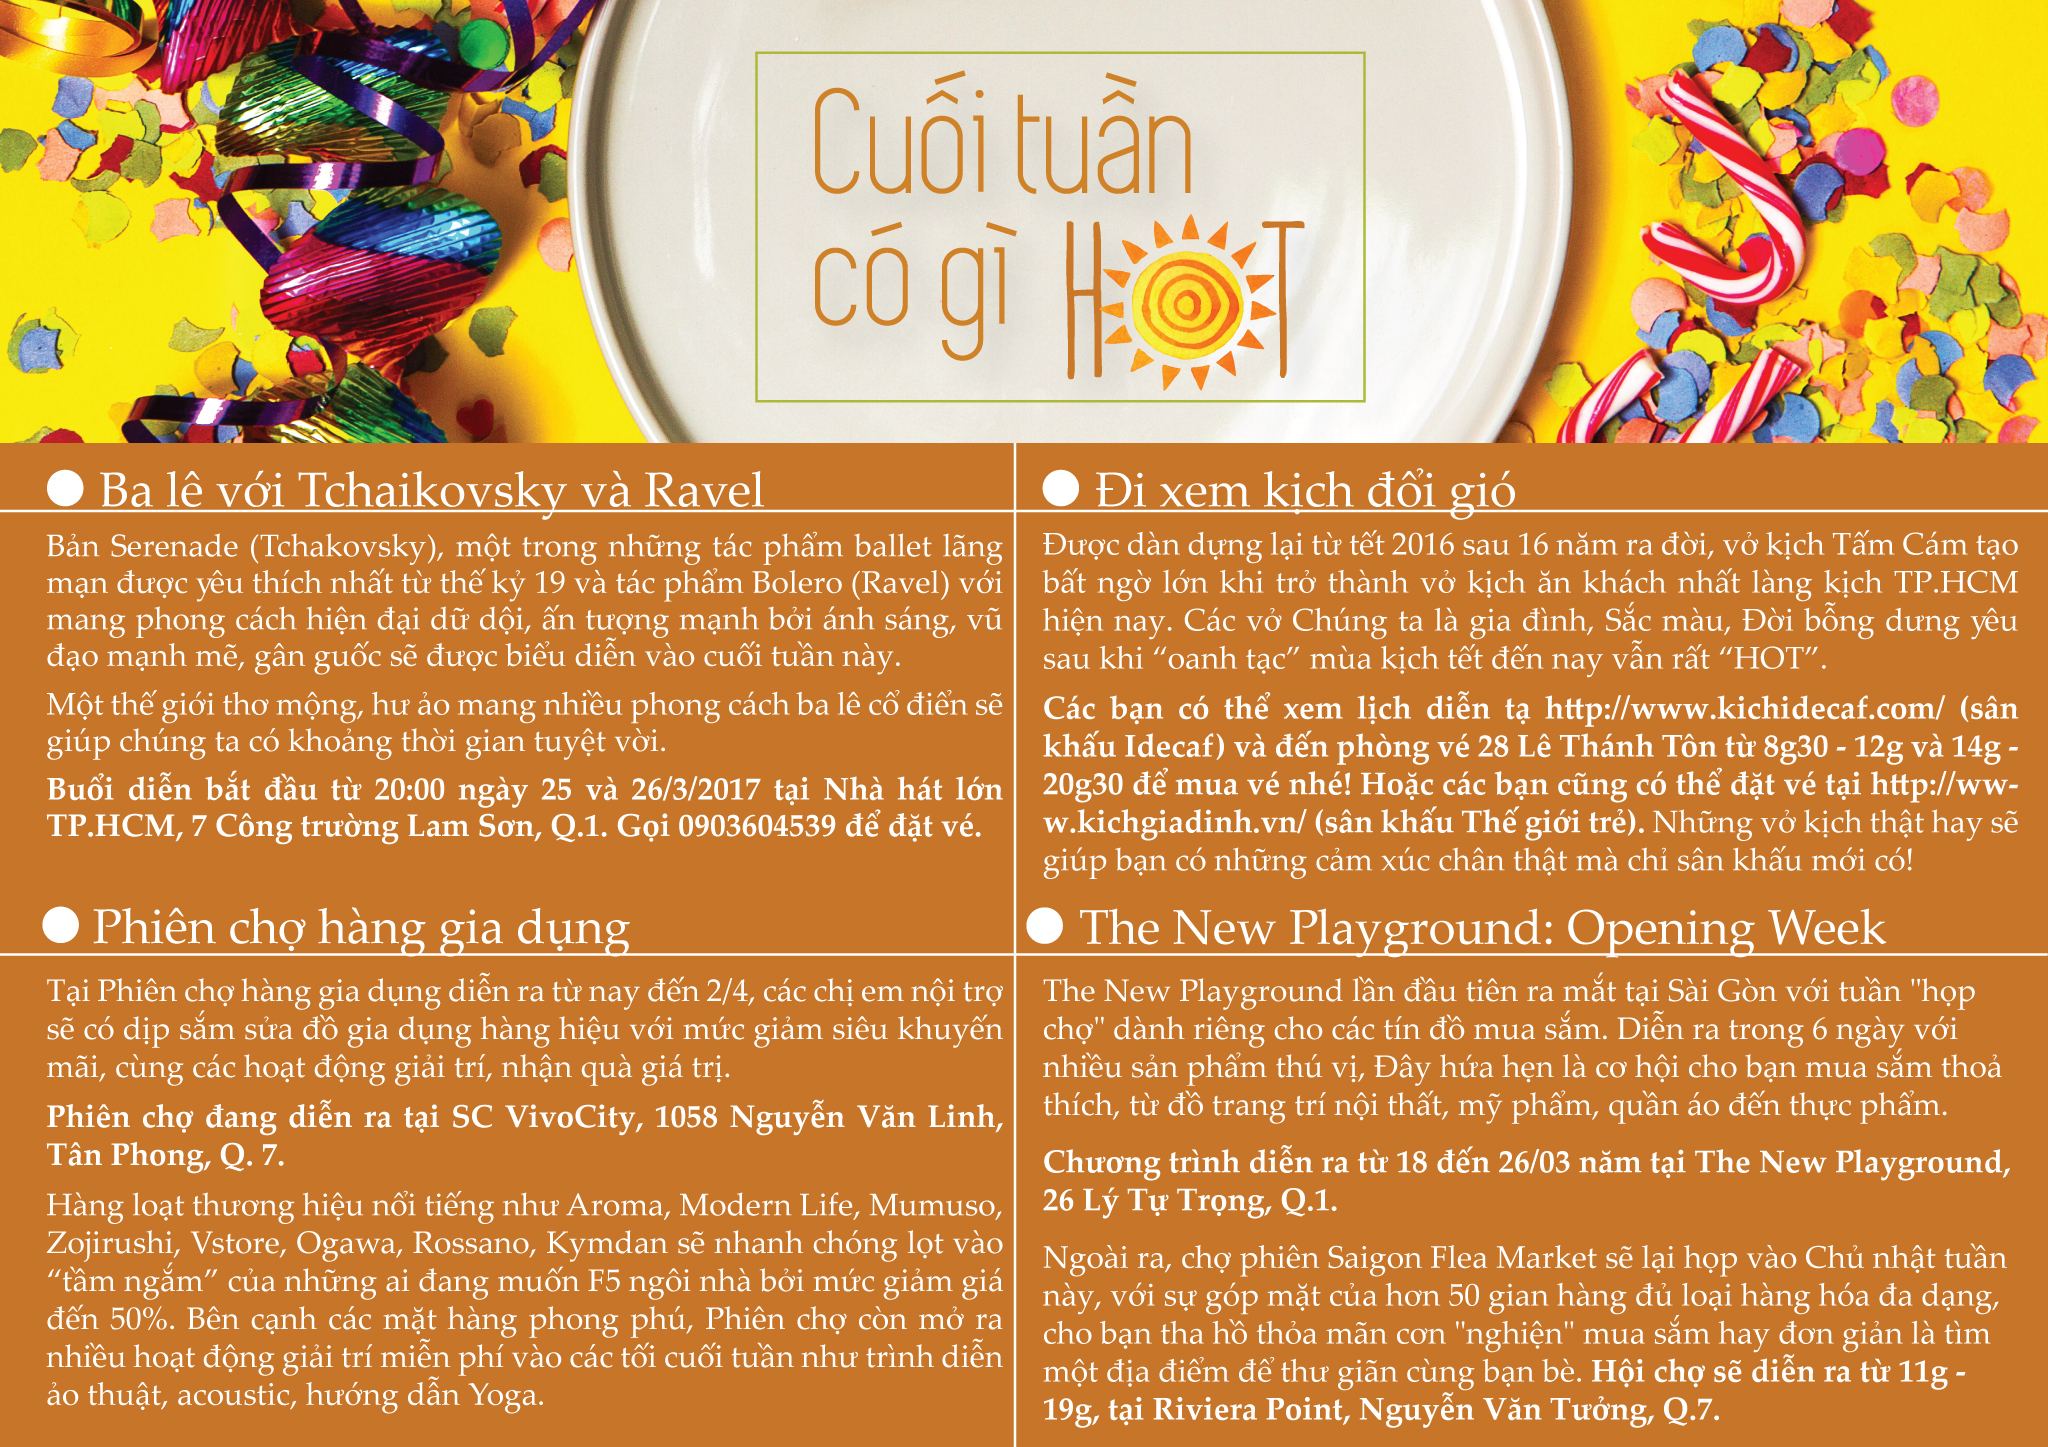 Cuối tuần
có gì HOT
Ba lê với Tchaikovsky và Ravel
Bản Serenade (Tchakovsky), một trong những tác phẩm ballet lãng
mạn được yêu thích nhất từ thế kỷ 19 và tác phẩm Bolero (Ravel) với
mang phong cách hiện đại dữ dội, ấn tượng mạnh bởi ánh sáng, vũ
đạo mạnh mẽ, gân guốc sẽ được biểu diễn vào cuối tuần này.
Một thế giới thơ mộng, hư ảo mang nhiều phong cách ba lê cổ điển sẽ
giúp chúng ta có khoảng thời gian tuyệt vời.
Buổi diễn bắt đầu từ 20:00 ngày 25 và 26/3/2017 tại Nhà hát lớn
TP.HCM, 7 Công trường Lam Sơn, Q.1. Gọi 0903604539 để đặt vé.
Đi xem kịch đổi gió
Được dàn dựng lại từ tết 2016 sau 16 năm ra đời, vở kịch Tấm Cám tạo
bất ngờ lớn khi trở thành vở kịch ăn khách nhất làng kịch TP.HCM
hiện nay. Các vở Chúng ta là gia đình, Sắc màu, Đời bỗng dưng yêu
sau khi “oanh tạc” mùa kịch tết đến nay vẫn rất “HOT”.
Các bạn có thể xem lịch diễn tạ http://www.kichidecaf.com/ (sân
khấu Idecaf) và đến phòng vé 28 Lê Thánh Tôn từ 8g30 - 12g và 14g -
20g30 để mua vé nhé! Hoặc các bạn cũng có thể đặt vé tại http://ww-
w.kichgiadinh.vn/ (sân khấu Thế giới trẻ). Những vở kịch thật hay sẽ
giúp bạn có những cảm xúc chân thật mà chỉ sân khấu mới có!
Phiên chợ hàng gia dụng
Tại Phiên chợ hàng gia dụng diễn ra từ nay đến 2/4, các chị em nội trợ
sẽ có dịp sắm sửa đồ gia dụng hàng hiệu với mức giảm siêu khuyến
mãi, cùng các hoạt động giải trí, nhận quà giá trị.
Phiên chợ đang diễn ra tại SC VivoCity, 1058 Nguyễn Văn Linh,
Tân Phong, Q. 7.
Hàng loạt thương hiệu nổi tiếng như Aroma, Modern Life, Mumuso,
Zojirushi, Vstore, Ogawa, Rossano, Kymdan sẽ nhanh chóng lọt vào
“tầm ngắm” của những ai đang muốn F5 ngôi nhà bởi mức giảm giá
đến 50%. Bên cạnh các mặt hàng phong phú, Phiên chợ còn mở ra
nhiều hoạt động giải trí miễn phí vào các tối cuối tuần như trình diễn
ảo thuật, acoustic, hướng dẫn Yoga.
The New Playground: Opening Week
The New Playground lần đầu tiên ra mắt tại Sài Gòn với tuần "họp
chợ" dành riêng cho các tín đồ mua sắm. Diễn ra trong 6 ngày với
nhiều sản phẩm thú vị, Đây hứa hẹn là cơ hội cho bạn mua sắm thoả
thích, từ đồ trang trí nội thất, mỹ phẩm, quần áo đến thực phẩm.
Chương trình diễn ra từ 18 đến 26/03 năm tại The New Playground,
26 Lý Tự Trọng, Q.1.
Ngoài ra, chợ phiên Saigon Flea Market sẽ lại họp vào Chủ nhật tuần
này, với sự góp mặt của hơn 50 gian hàng đủ loại hàng hóa đa dạng,
cho bạn tha hồ thỏa mãn cơn "nghiện" mua sắm hay đơn giản là tìm
một địa điểm để thư giãn cùng bạn bè. Hội chợ sẽ diễn ra từ 11g -
19g, tại Riviera Point, Nguyễn Văn Tưởng, Q.7.